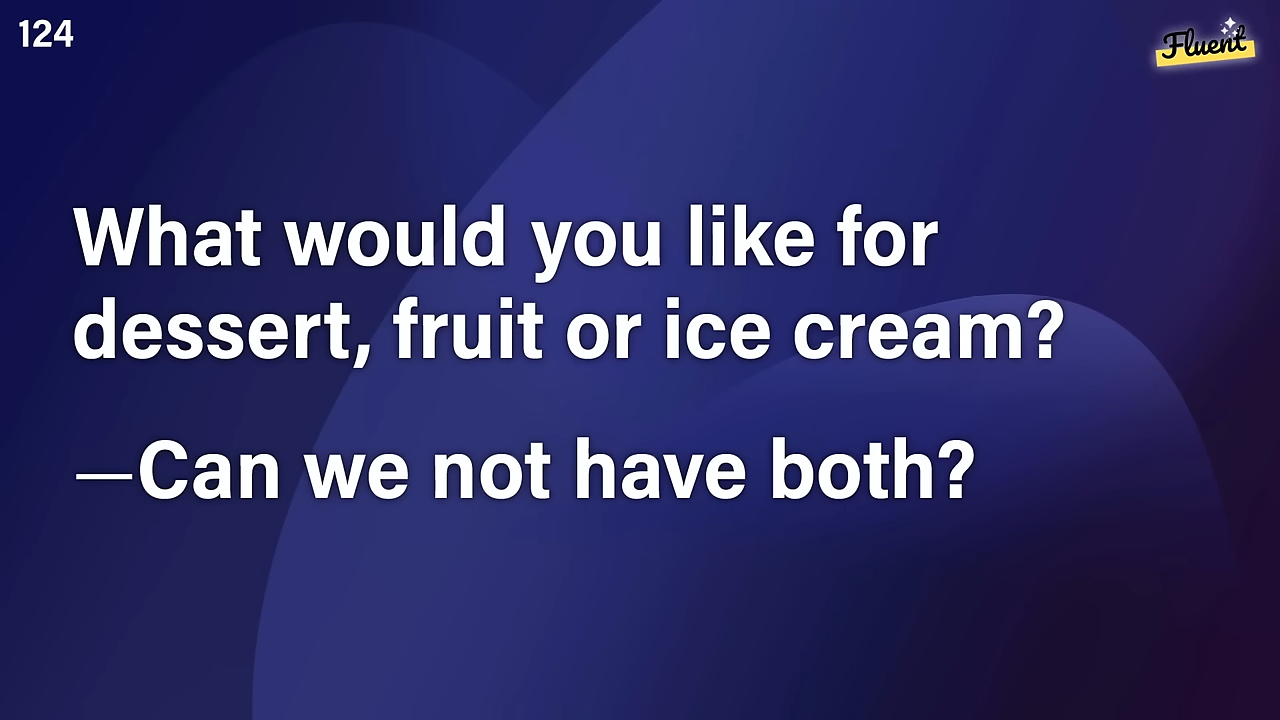 124
Fluent
What would you like for
dessert, fruit or ice cream?
—Can we not have both?